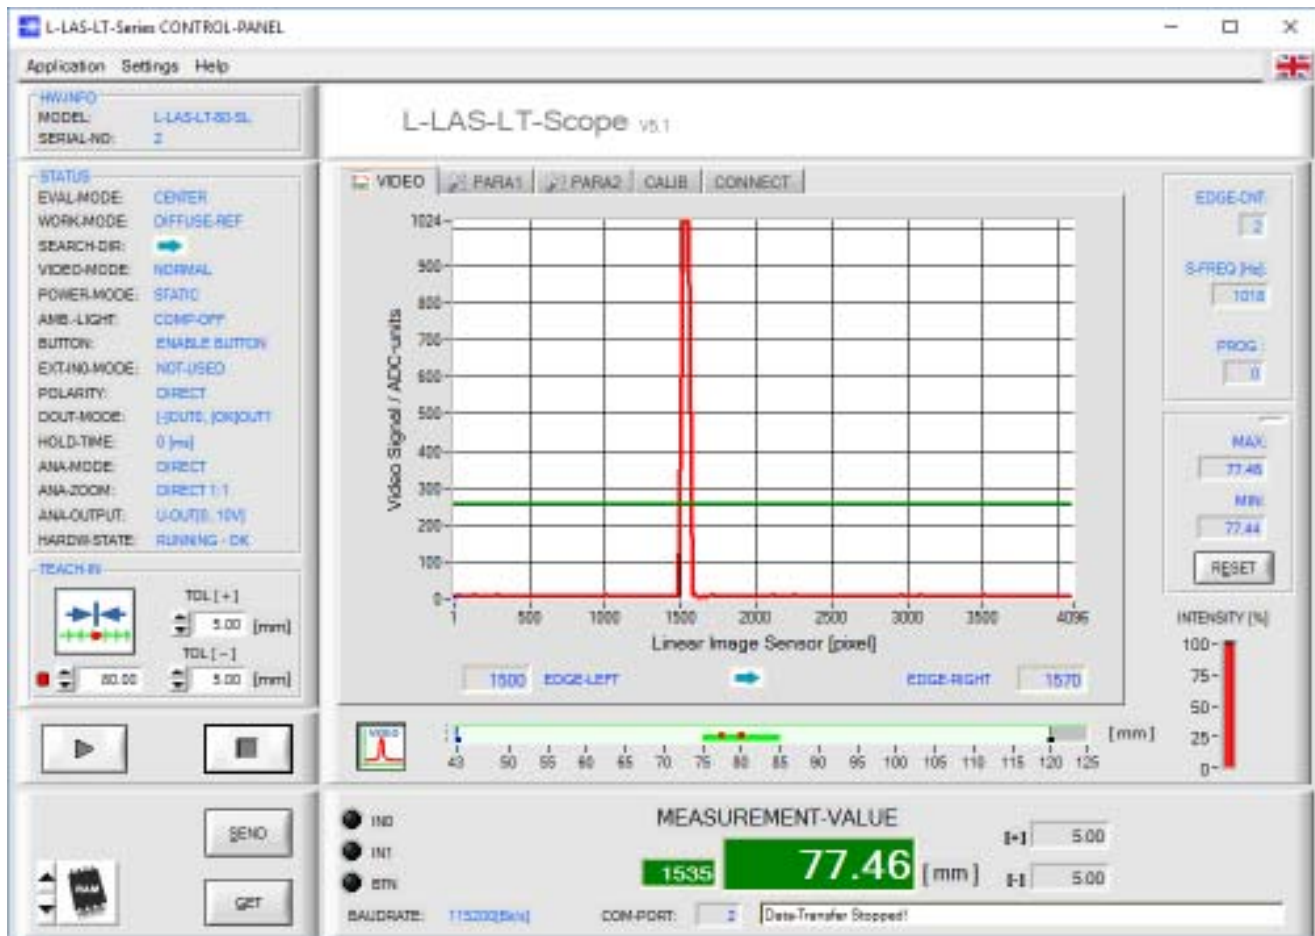 L-LAS-LT-Series CONTROL-PANEL
Application Settings Help
HW-INFO
MODEL: L-LAS-LT-80-SL
SERIAL-NO: 2
L-LAS-LT-Scope V5.1
STATUS
EVAL-MODE: CENTER
WORK-MODE: DIFFUSE-REF
SEARCH-DIR:
VIDEO-MODE: NORMAL
POWER-MODE: STATIC
AMB.-LIGHT: COMP-OFF
BUTTON: ENABLE BUTTON
EXT-IN0-MODE: NOT-USED
POLARITY: DIRECT
DOUT-MODE: [-]OUT0, [OK]OUT1
HOLD-TIME: 0 [ms]
ANA-MODE: DIRECT
ANA-ZOOM: DIRECT 1:1
ANA-OUTPUT: U-OUT[0, 10V]
HARDW-STATE: RUNNING - OK
TEACH-IN
TOL [+]
5.00 [mm]
TOL [-]
80.00 5.00 [mm]
VIDEO PARA1 PARA2 CALIB CONNECT
Video Signal / ADC-units
1024
900
800
700
600
500
400
300
200
100
0
1 500 1000 1500 2000 2500 3000 3500 4096
Linear Image Sensor [pixel]
1500 EDGE-LEFT EDGE-RIGHT 1570
EDGE-CNT:
2
S-FREQ [Hz]:
1018
PROG :
0
MAX:
77.46
MIN:
77.44
RESET
INTENSITY [%]
100
75
50
25
0
VIDEO
[mm]
43 50 55 60 65 70 75 80 85 90 95 100 105 110 115 120 125
SEND
GET
RAM
IN0
IN1
BTN
MEASUREMENT-VALUE
1535 77.46 [mm]
[+] 5.00
[-] 5.00
BAUDRATE: 115200[Bit/s] COM-PORT: 2 Data-Transfer Stopped!